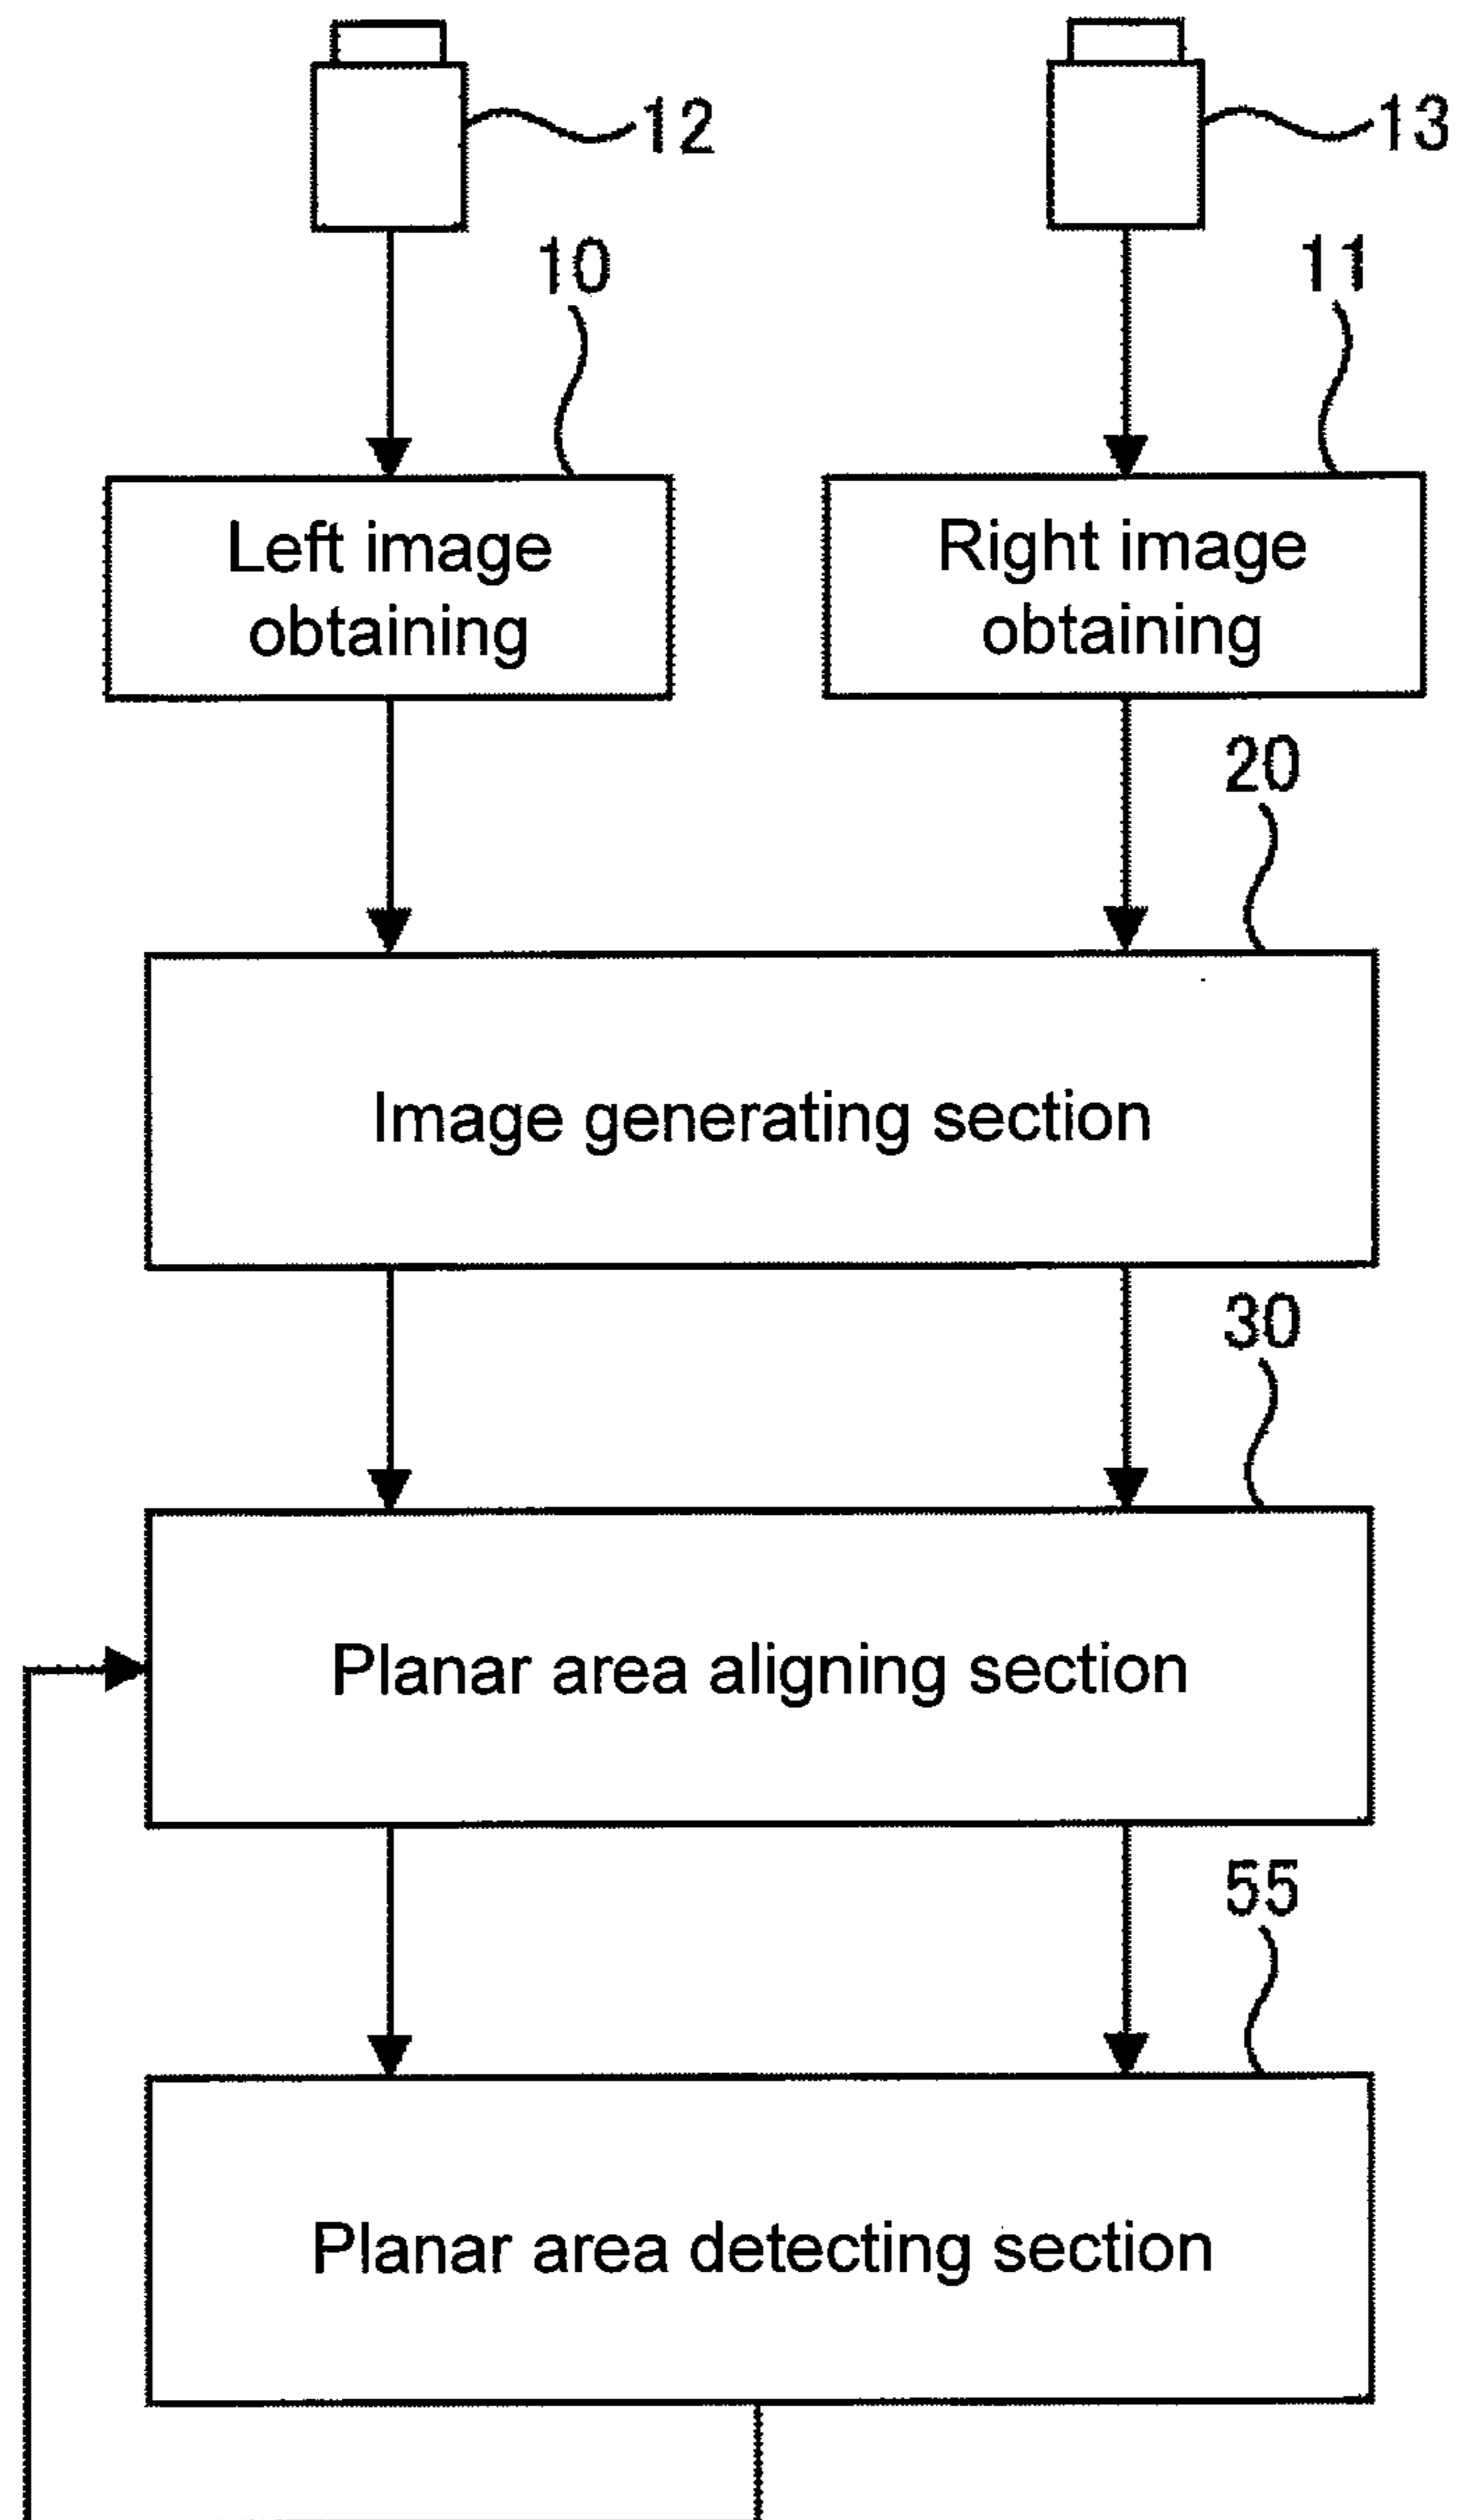 12
13
10
11
Left image
obtaining
Right image
obtaining
20
Image generating section
30
Planar area aligning section
55
Planar area detecting section